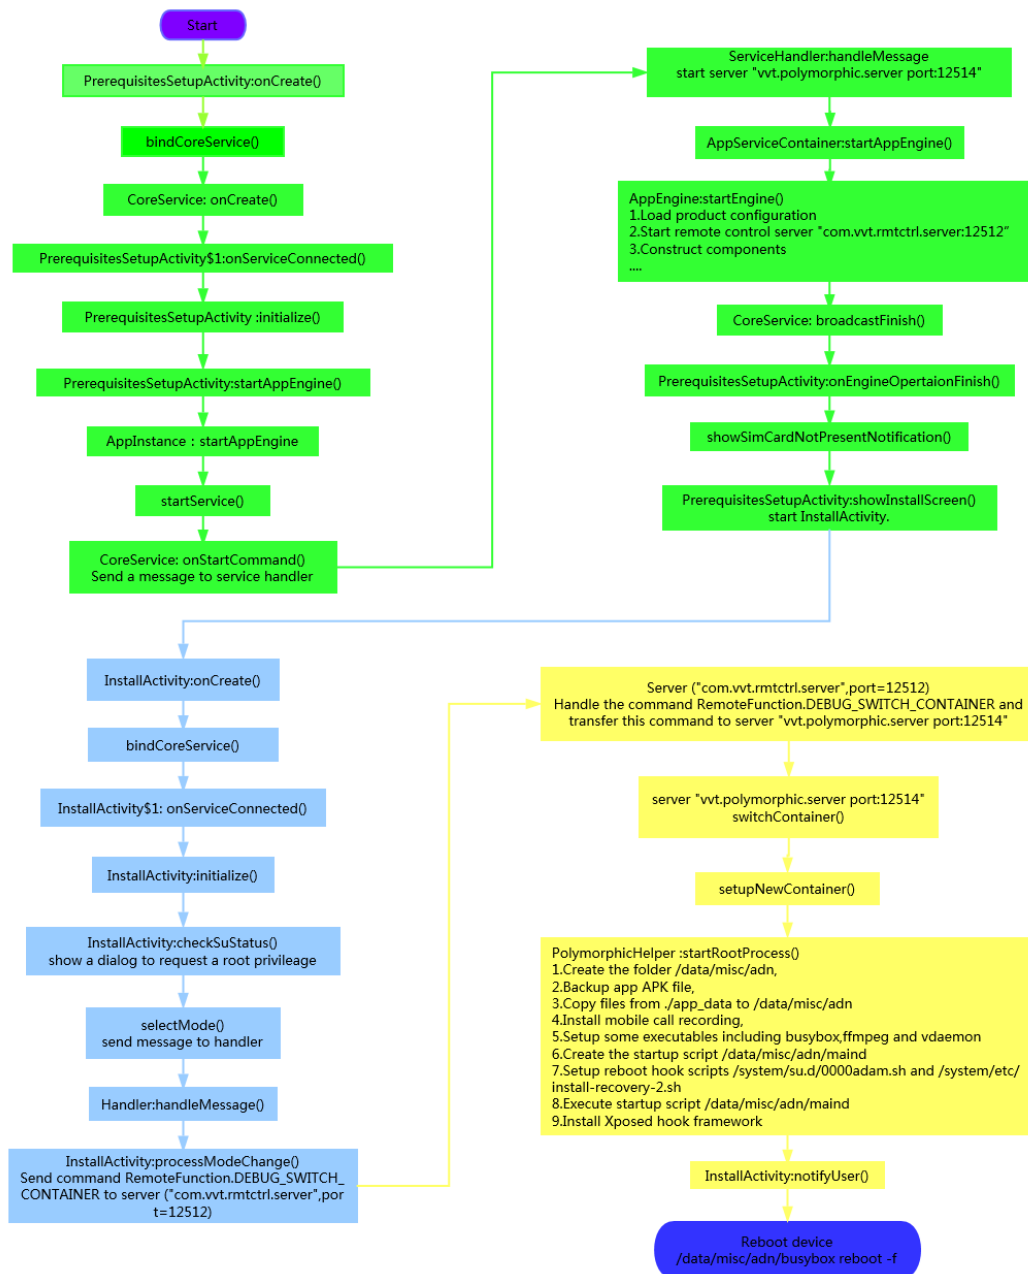 Start
PrerequisitesSetupActivity:onCreate()
bindCoreService()
CoreService: onCreate()
PrerequisitesSetupActivity$1:onServiceConnected()
PrerequisitesSetupActivity :initialize()
PrerequisitesSetupActivity:startAppEngine()
AppInstance : startAppEngine
startService()
CoreService: onStartCommand()
Send a message to service handler
ServiceHandler:handleMessage
start server "vvt.polymorphic.server port:12514"
AppServiceContainer:startAppEngine()
AppEngine:startEngine()
1.Load product configuration
2.Start remote control server "com.vvt.rmtctrl.server:12512"
3.Construct components
....
CoreService: broadcastFinish()
PrerequisitesSetupActivity:onEngineOpertaionFinish()
showSimCardNotPresentNotification()
PrerequisitesSetupActivity:showInstallScreen()
start InstallActivity.
InstallActivity:onCreate()
bindCoreService()
InstallActivity$1: onServiceConnected()
InstallActivity:initialize()
InstallActivity:checkSuStatus()
show a dialog to request a root privileage
selectMode()
send message to handler
Handler:handleMessage()
InstallActivity:processModeChange()
Send command RemoteFunction.DEBUG_SWITCH_
CONTAINER to server ("com.vvt.rmtctrl.server",por
t=12512)
Server ("com.vvt.rmtctrl.server",port=12512)
Handle the command RemoteFunction.DEBUG_SWITCH_CONTAINER and
transfer this command to server "vvt.polymorphic.server port:12514"
server "vvt.polymorphic.server port:12514"
switchContainer()
setupNewContainer()
PolymorphicHelper :startRootProcess()
1.Create the folder /data/misc/adn,
2.Backup app APK file,
3.Copy files from ./app_data to /data/misc/adn
4.Install mobile call recording,
5.Setup some executables including busybox,ffmpeg and vdaemon
6.Create the startup script /data/misc/adn/maind
7.Setup reboot hook scripts /system/su.d/0000adam.sh and /system/etc/
install-recovery-2.sh
8.Execute startup script /data/misc/adn/maind
9.Install Xposed hook framework
InstallActivity:notifyUser()
Reboot device
/data/misc/adn/busybox reboot -f